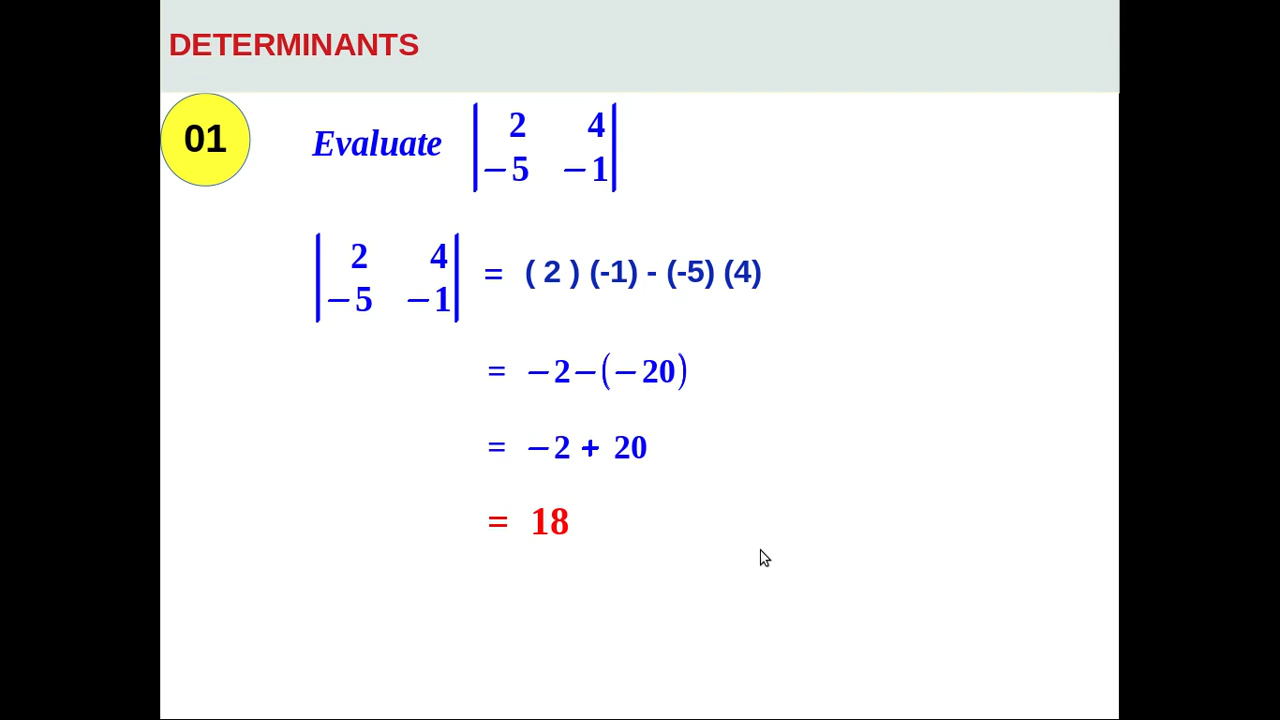 DETERMINANTS
01
Evaluate | 2 4 |
| −5 −1 |
| 2 4 | = ( 2 ) (-1) - (-5) (4)
| −5 −1 |
= −2−(−20)
= −2 + 20
= 18